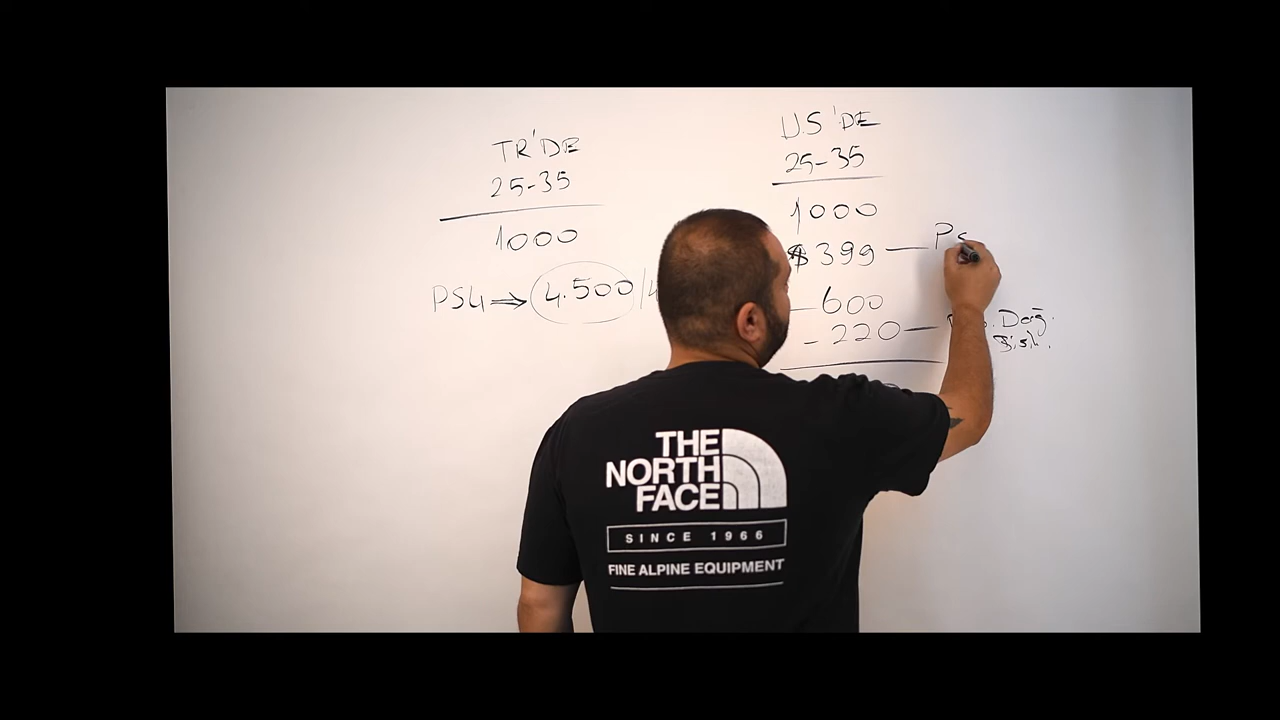 TR'DE
25-35
1000
PS4 ⇒ 4.500/
U.S'DE
25-35
1000
$399 — PS
- 600
- 220 —
Değ.
THE
NORTH
FACE
SINCE 1966
FINE ALPINE EQUIPMENT